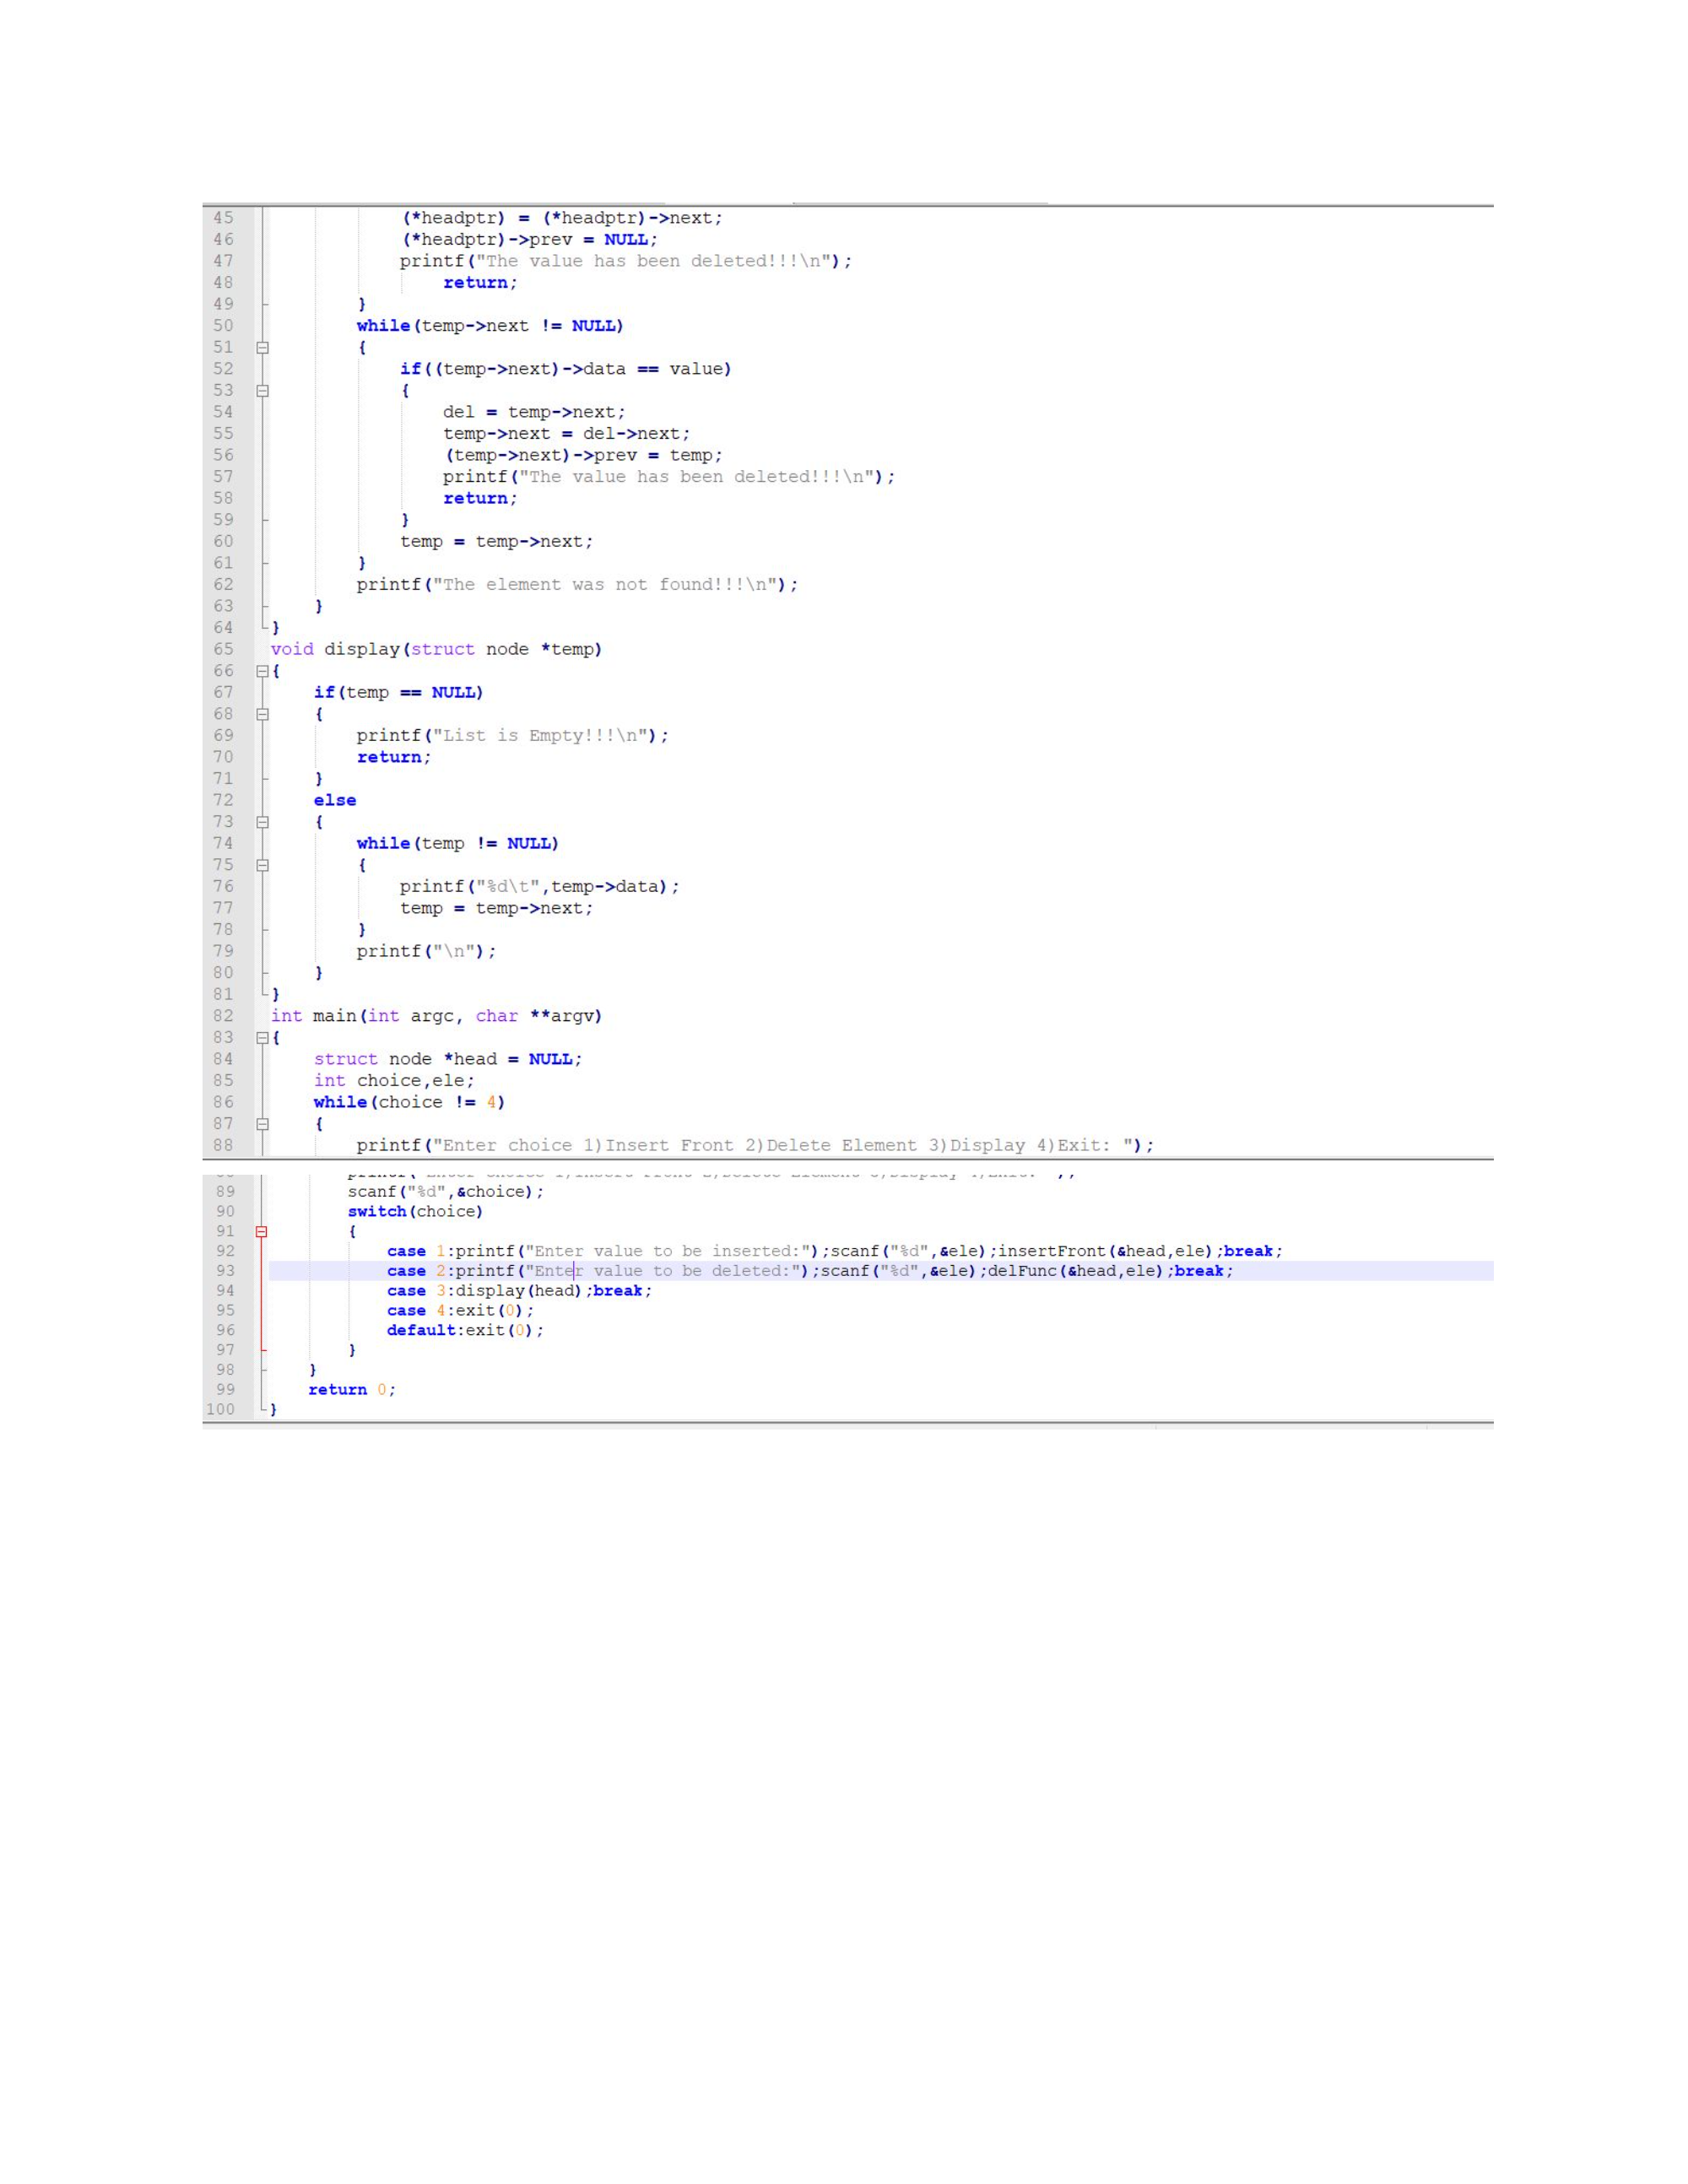 45 (*headptr) = (*headptr)->next;
46 (*headptr)->prev = NULL;
47 printf("The value has been deleted!!!\n");
48 return;
49 }
50 while(temp->next != NULL)
51 {
52 if((temp->next)->data == value)
53 {
54 del = temp->next;
55 temp->next = del->next;
56 (temp->next)->prev = temp;
57 printf("The value has been deleted!!!\n");
58 return;
59 }
60 temp = temp->next;
61 }
62 printf("The element was not found!!!\n");
63 }
64 }
65 void display(struct node *temp)
66 {
67 if(temp == NULL)
68 {
69 printf("List is Empty!!!\n");
70 return;
71 }
72 else
73 {
74 while(temp != NULL)
75 {
76 printf("%d\t",temp->data);
77 temp = temp->next;
78 }
79 printf("\n");
80 }
81 }
82 int main(int argc, char **argv)
83 {
84 struct node *head = NULL;
85 int choice,ele;
86 while(choice != 4)
87 {
88 printf("Enter choice 1)Insert Front 2)Delete Element 3)Display 4)Exit: ");
89 scanf("%d",&choice);
90 switch(choice)
91 {
92 case 1:printf("Enter value to be inserted:");scanf("%d",&ele);insertFront(&head,ele);break;
93 case 2:printf("Enter value to be deleted:");scanf("%d",&ele);delFunc(&head,ele);break;
94 case 3:display(head);break;
95 case 4:exit(0);
96 default:exit(0);
97 }
98 }
99 return 0;
100 }